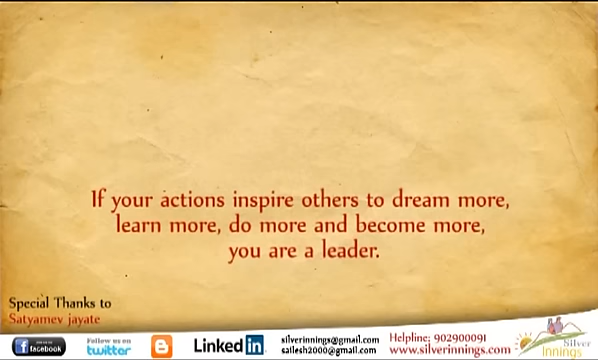 If your actions inspire others to dream more,
learn more, do more and become more,
you are a leader.
Special Thanks to
Satyamev jayate
facebook
Follow us on
twitter
Linked in
silverinnings@gmail.com
sailesh2000@gmail.com
Helpline: 902900091
www.silverinnings.com
Silver
innings